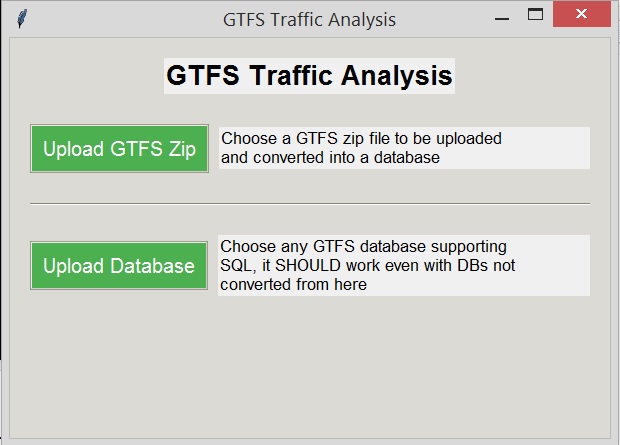 GTFS Traffic Analysis
GTFS Traffic Analysis
Upload GTFS Zip
Choose a GTFS zip file to be uploaded
and converted into a database
Upload Database
Choose any GTFS database supporting
SQL, it SHOULD work even with DBs not
converted from here